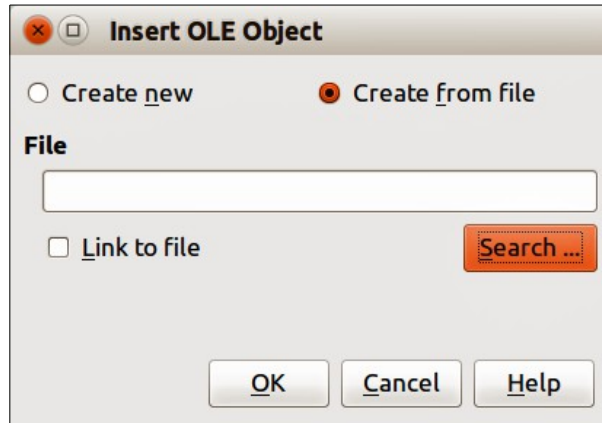 Insert OLE Object
Create new Create from file
File
Link to file Search ...
OK Cancel Help